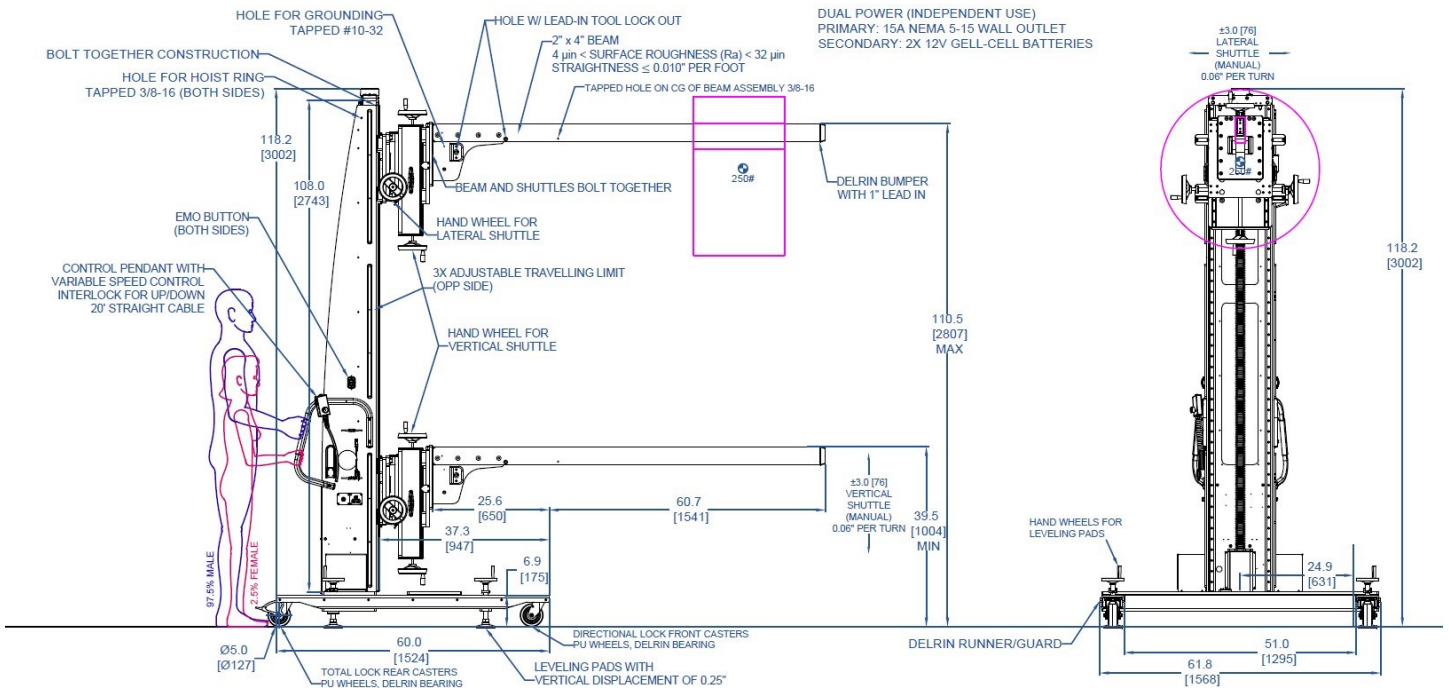 HOLE FOR GROUNDING
TAPPED #10-32
HOLE W/ LEAD-IN TOOL LOCK OUT
2" x 4" BEAM
4 µin < SURFACE ROUGHNESS (Ra) < 32 µin
STRAIGHTNESS ≤ 0.010" PER FOOT
DUAL POWER (INDEPENDENT USE)
PRIMARY: 15A NEMA 5-15 WALL OUTLET
SECONDARY: 2X 12V GELL-CELL BATTERIES
±3.0 [76]
LATERAL
SHUTTLE
(MANUAL)
0.06" PER TURN
BOLT TOGETHER CONSTRUCTION
HOLE FOR HOIST RING
TAPPED 3/8-16 (BOTH SIDES)
TAPPED HOLE ON CG OF BEAM ASSEMBLY 3/8-16
118.2
[3002]
108.0
[2743]
250#
BEAM AND SHUTTLES BOLT TOGETHER
DELRIN BUMPER
WITH 1" LEAD IN
250#
EMO BUTTON
(BOTH SIDES)
HAND WHEEL FOR
LATERAL SHUTTLE
118.2
[3002]
CONTROL PENDANT WITH
VARIABLE SPEED CONTROL
INTERLOCK FOR UP/DOWN
20' STRAIGHT CABLE
3X ADJUSTABLE TRAVELLING LIMIT
(OPP SIDE)
HAND WHEEL FOR
VERTICAL SHUTTLE
110.5
[2807]
MAX
25.6
[650]
60.7
[1541]
±3.0 [76]
VERTICAL
SHUTTLE
(MANUAL)
0.06" PER TURN
39.5
[1004]
MIN
37.3
[947]
6.9
[175]
HAND WHEELS FOR
LEVELING PADS
24.9
[631]
97.5% MALE
2.5% FEMALE
Ø5.0
[Ø127]
60.0
[1524]
DIRECTIONAL LOCK FRONT CASTERS
PU WHEELS, DELRIN BEARING
TOTAL LOCK REAR CASTERS
PU WHEELS, DELRIN BEARING
LEVELING PADS WITH
VERTICAL DISPLACEMENT OF 0.25"
DELRIN RUNNER/GUARD
51.0
[1295]
61.8
[1568]